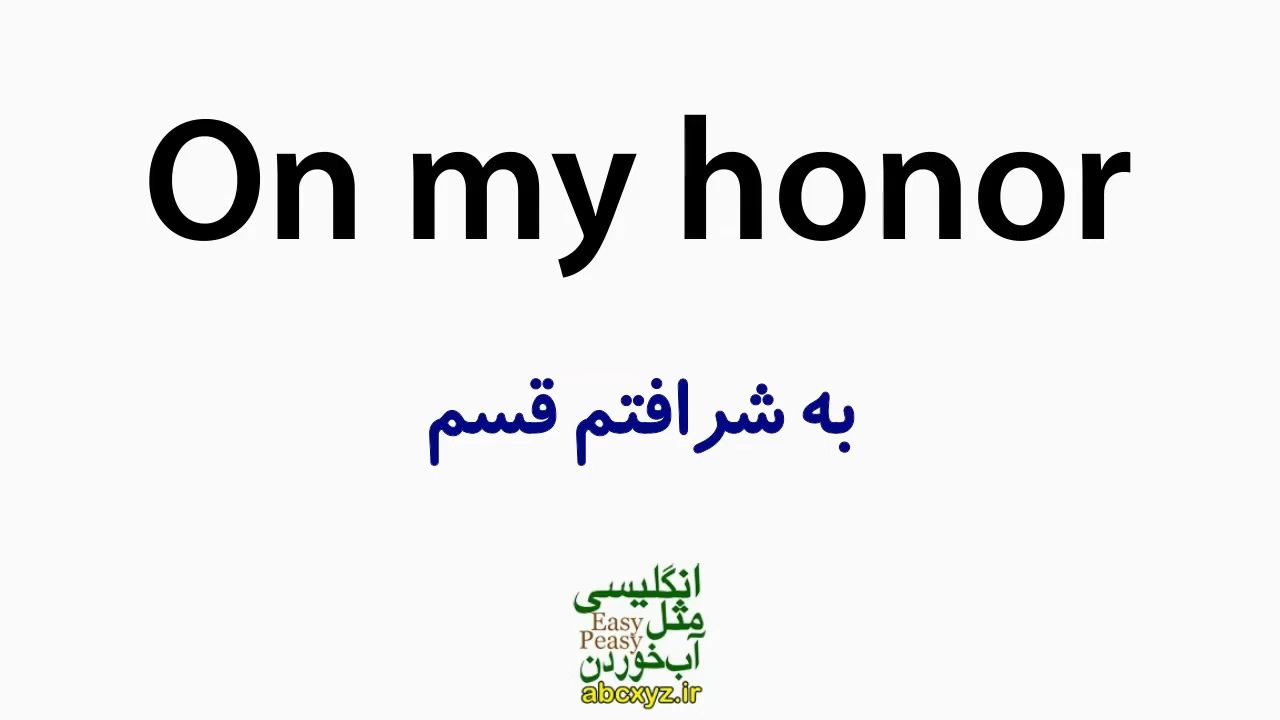 On my honor
به شرافتم قسم
انگلیسی
مثل
Easy
Peasy
آب‌خوردن
abcxyz.ir